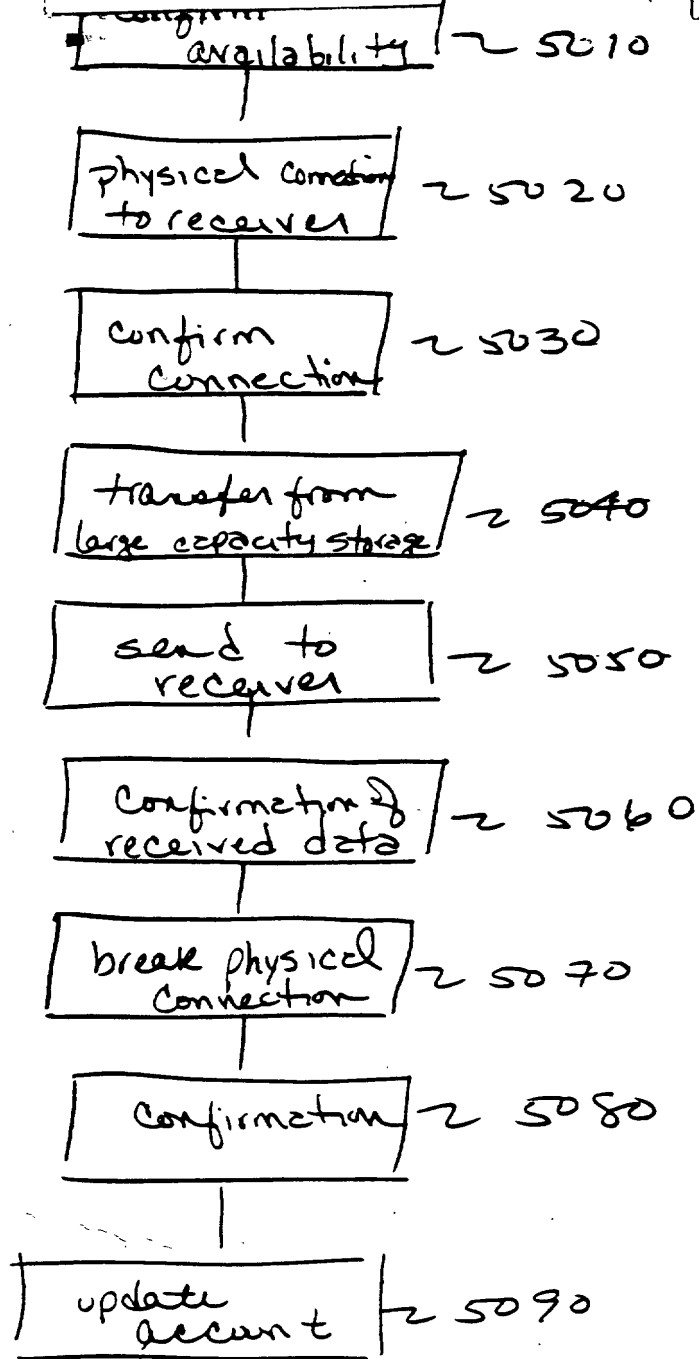 confirm
availability ~ 5010
physical connection ~ 5020
to receiver
confirm ~ 5030
connection
transfer from
large capacity storage ~ 5040
send to ~ 5050
receiver
confirmation of ~ 5060
received data
break physical ~ 5070
connection
confirmation ~ 5080
update ~ 5090
account